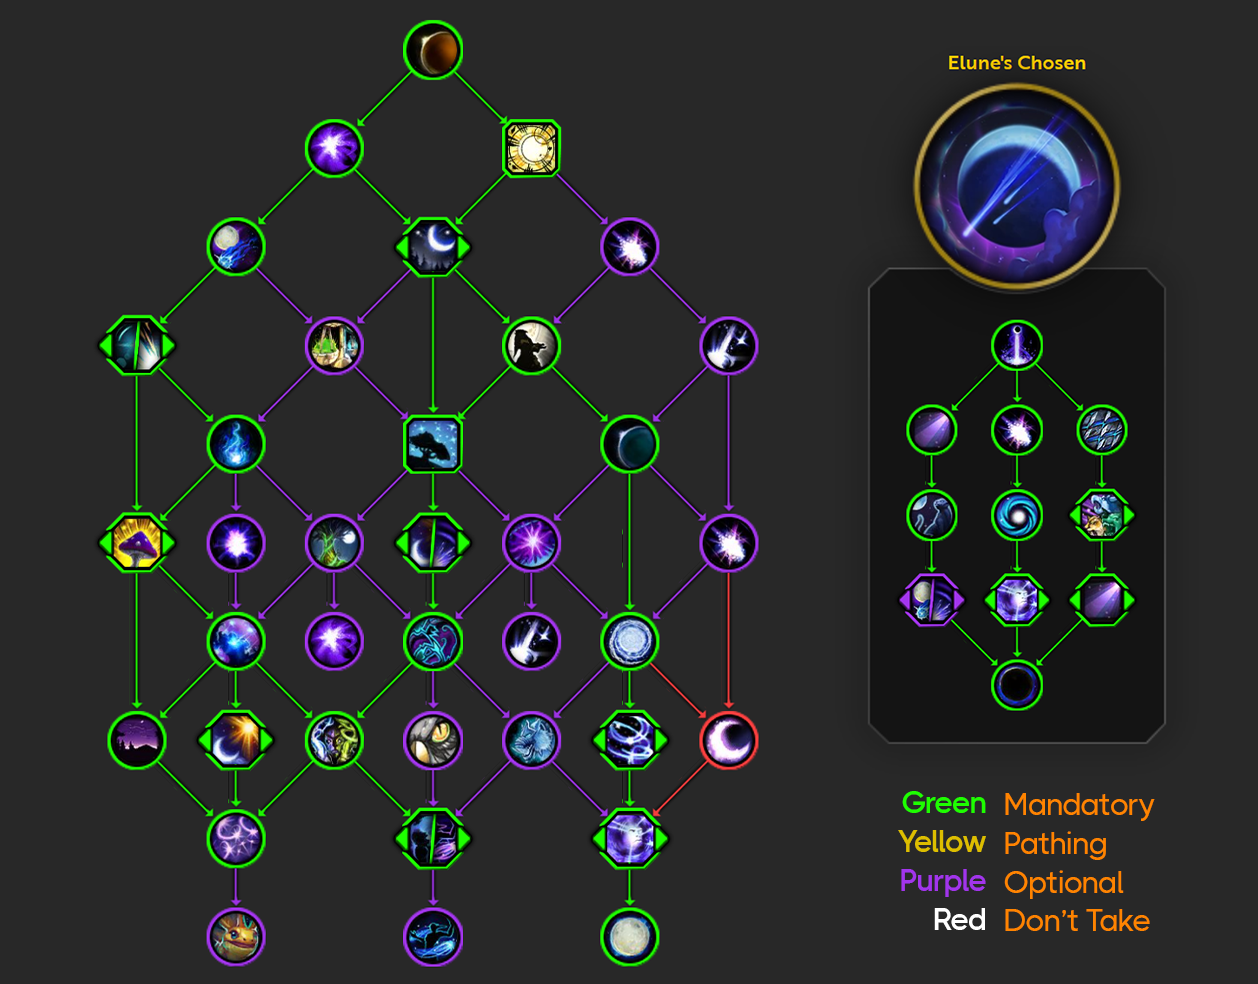 Elune's Chosen
Green Mandatory
Yellow Pathing
Purple Optional
Red Don't Take